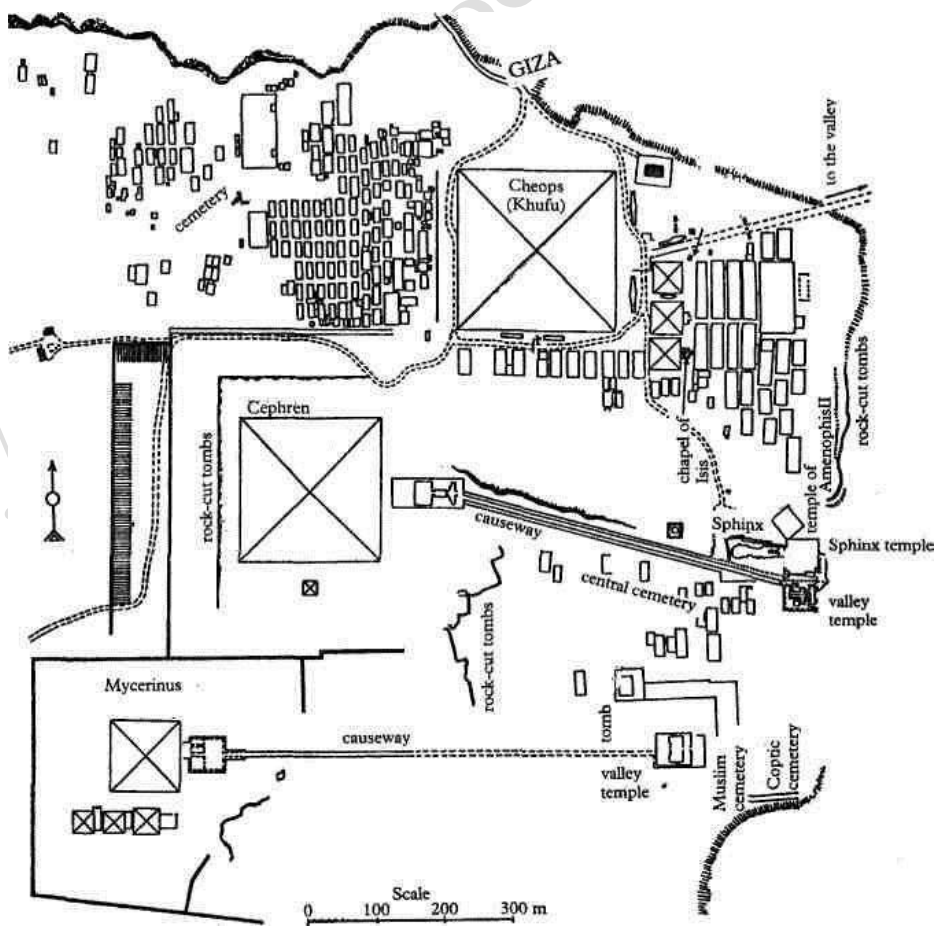 GIZA
to the valley
Cheops
(Khufu)
cemetery
rock-cut tombs
Cephren
rock-cut tombs
chapel of
Isis
temple of
AmenophisII
causeway
Sphinx
Sphinx temple
central cemetery
valley
temple
rock-cut tombs
Mycerinus
tomb
causeway
valley
temple
Muslim
cemetery
Coptic
cemetery
Scale
0 100 200 300 m